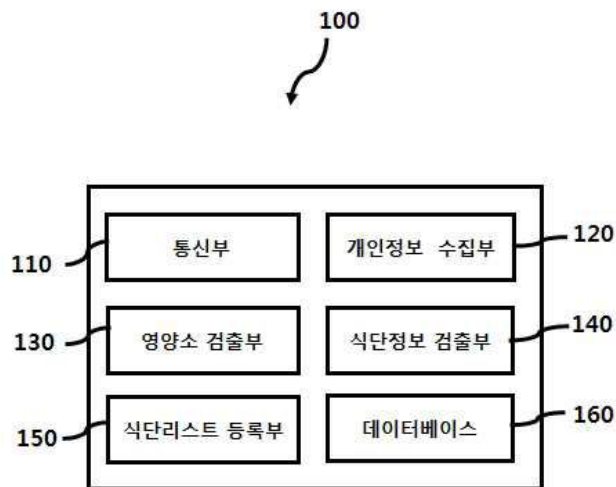 100
110
통신부
개인정보 수집부
120
130
영양소 검출부
식단정보 검출부
140
150
식단리스트 등록부
데이터베이스
160